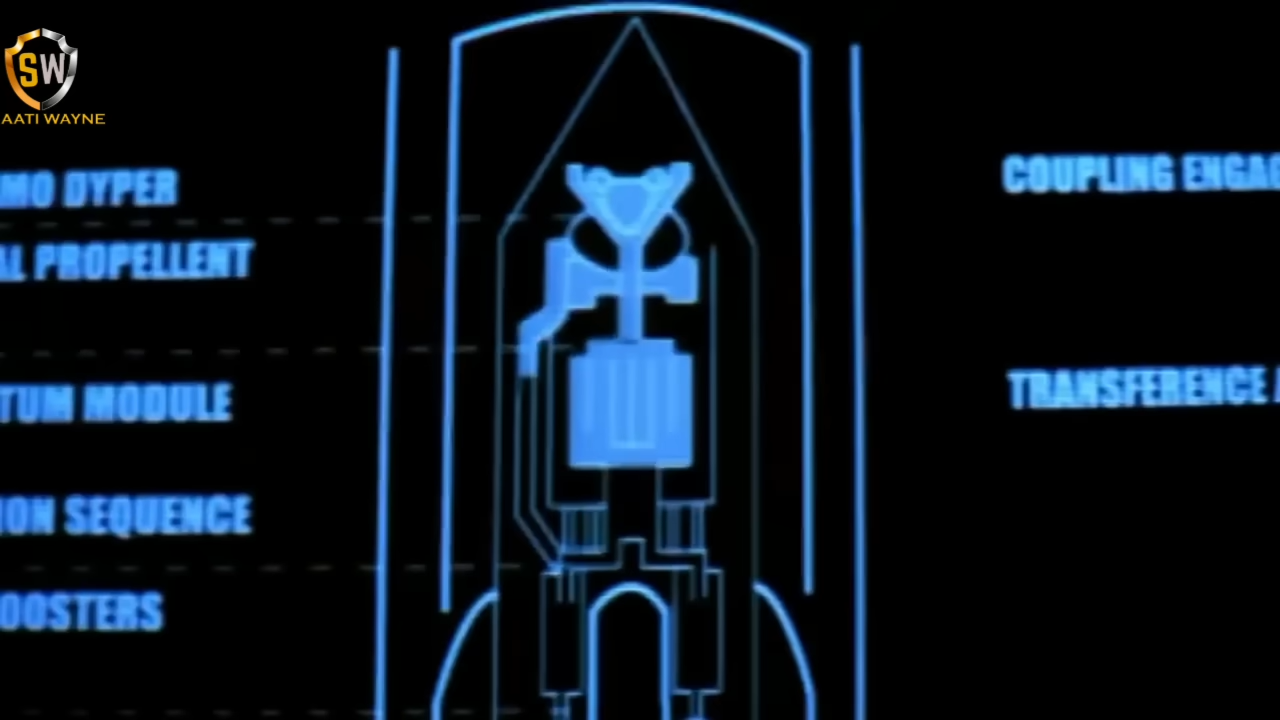 SW
AATI WAYNE
MO DYPER
AL PROPELLENT
TUM MODULE
ION SEQUENCE
OOSTERS
COUPLING ENGAG
TRANSFERENCE